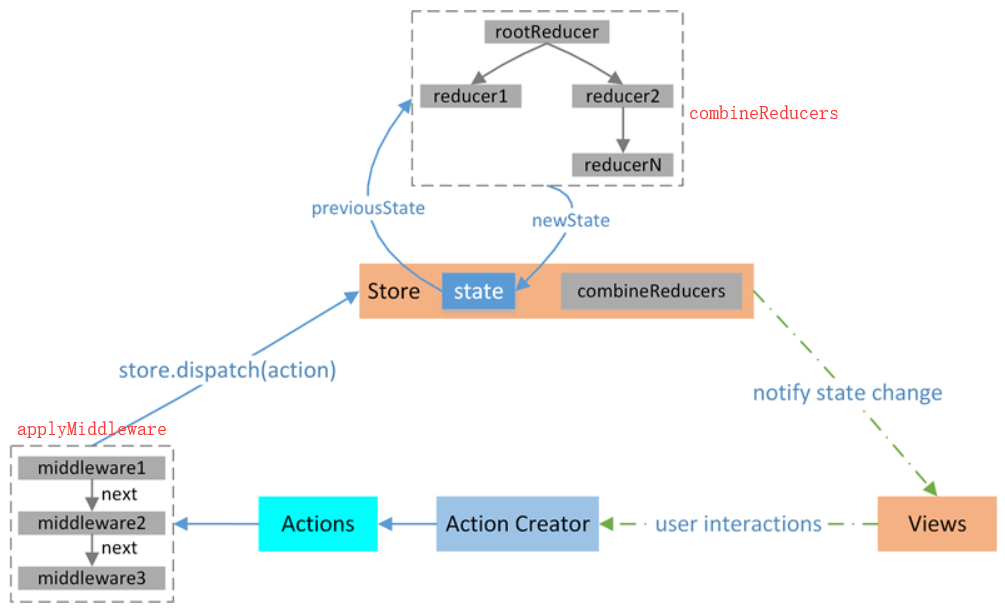 rootReducer
reducer1
reducer2
combineReducers
reducerN
previousState
newState
Store
state
combineReducers
store.dispatch(action)
notify state change
applyMiddleware
middleware1
next
middleware2
next
middleware3
Actions
Action Creator
user interactions
Views